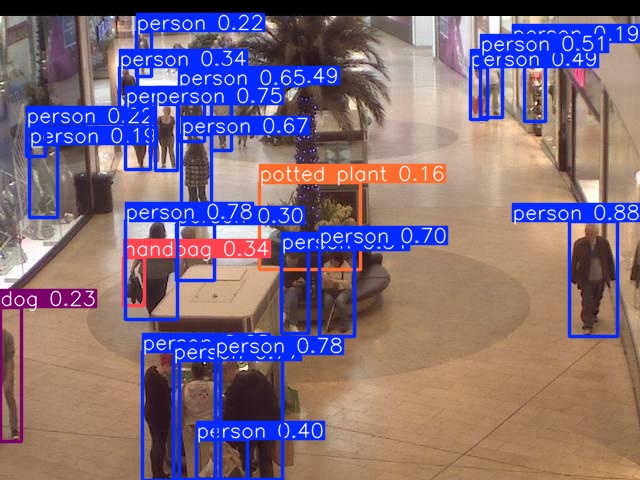 person 0.22
0.19
person 0.51
person 0.34
0.49
person 0.65
.49
person 0.75
person 0.22
person 0.67
person 0.19
potted plant 0.16
person 0.78
0.30
person 0.88
person 0.70
handbag 0.34
dog 0.23
person 0.78
person 0.40